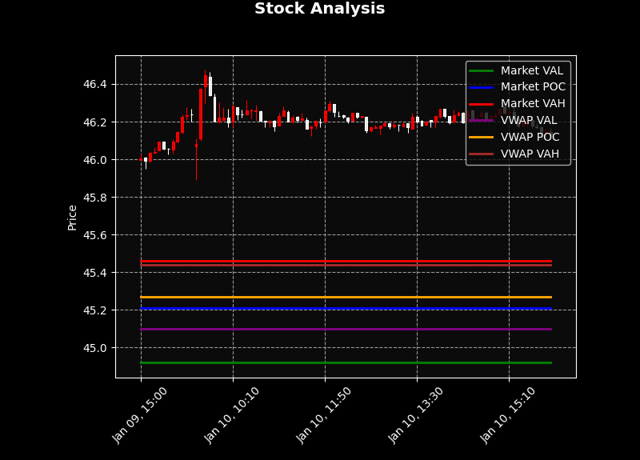 Stock Analysis
Market VAL
Market POC
Market VAH
VWAP VAL
VWAP POC
VWAP VAH
Price
46.4
46.2
46.0
45.8
45.6
45.4
45.2
45.0
Jan 09, 15:00
Jan 10, 10:10
Jan 10, 11:50
Jan 10, 13:30
Jan 10, 15:10